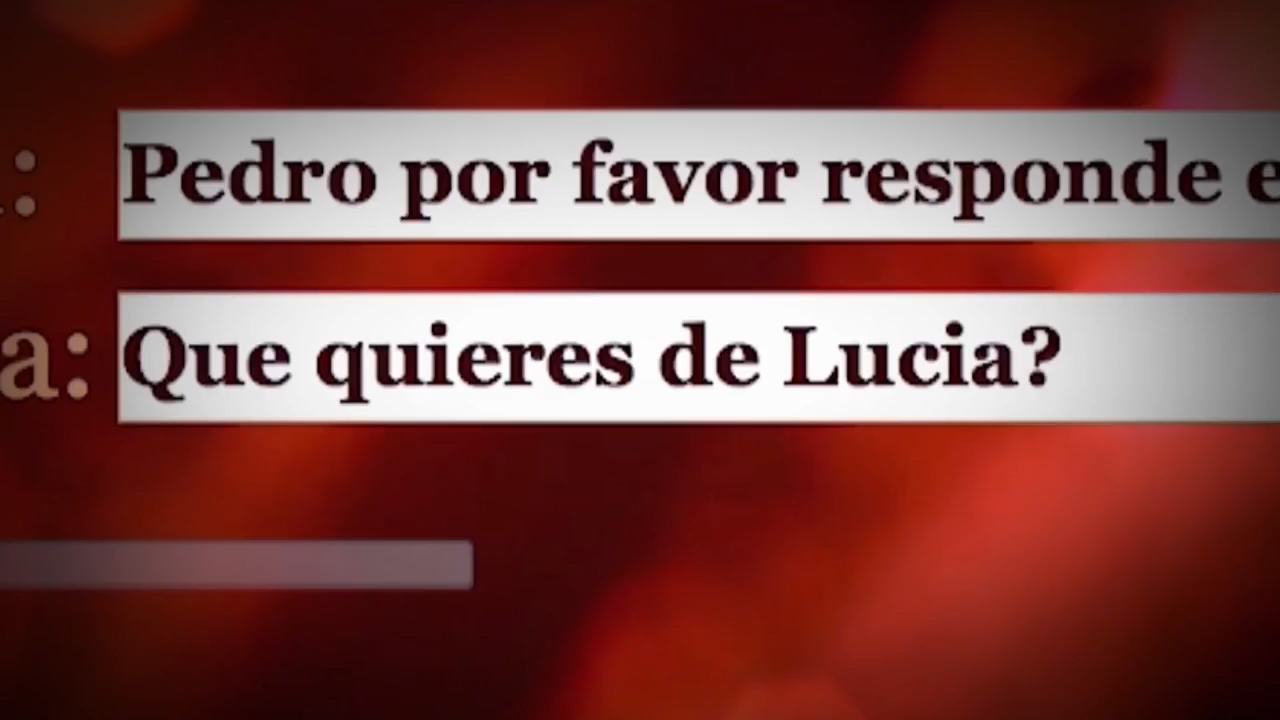 : Pedro por favor responde e
a: Que quieres de Lucia?